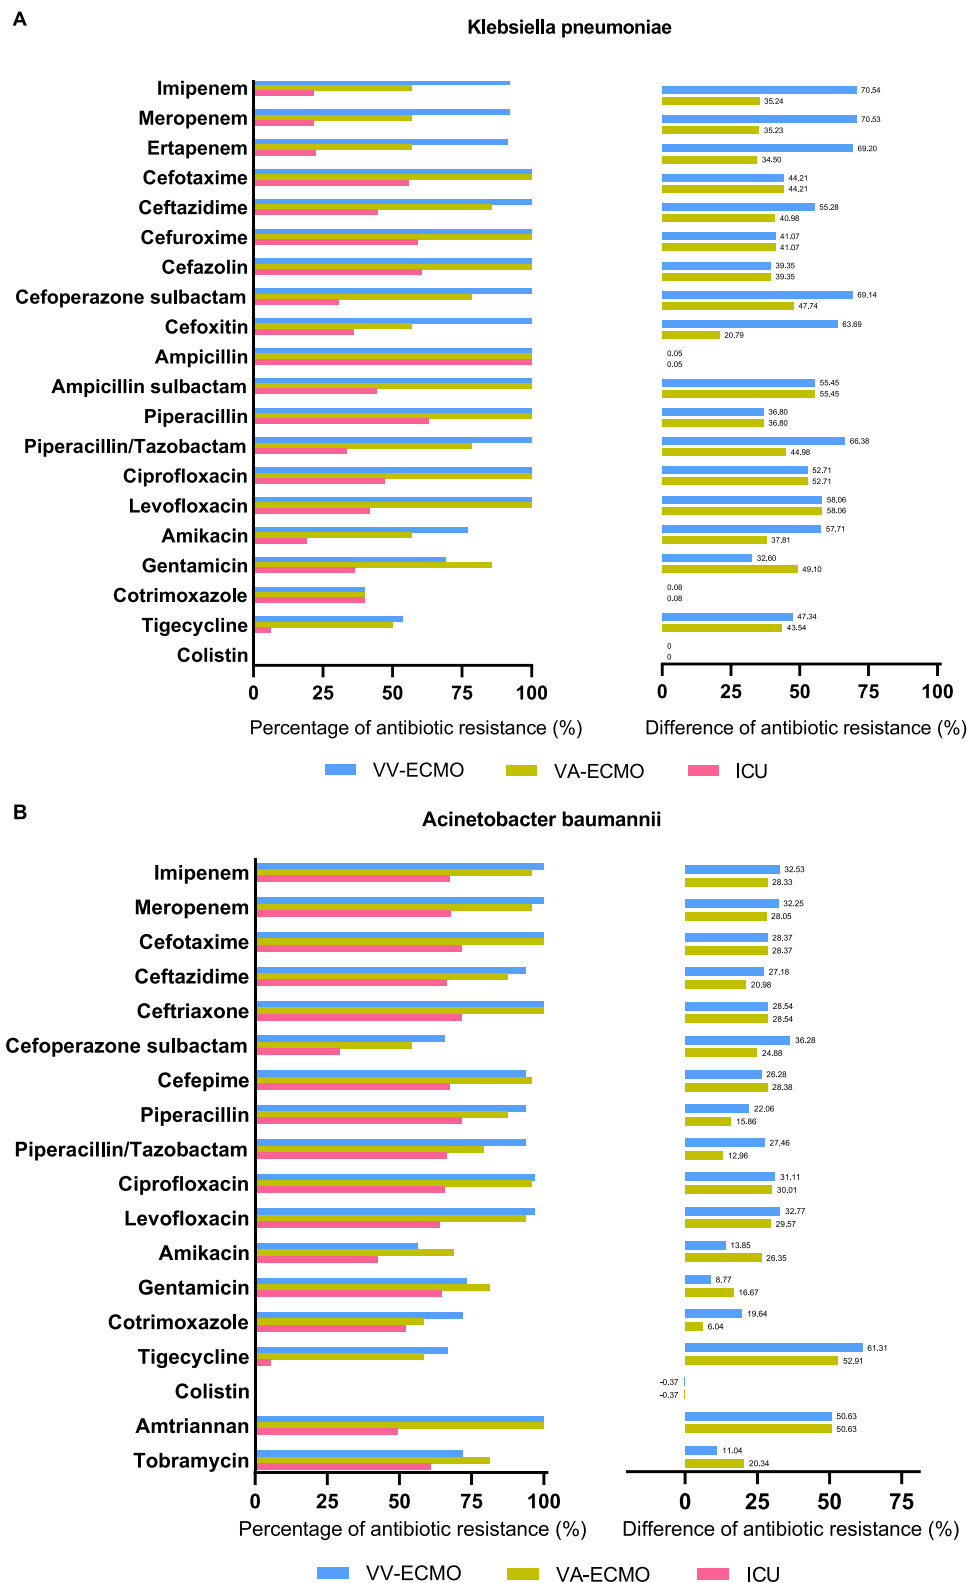 A
Klebsiella pneumoniae
Imipenem 70.54
35.24
Meropenem 70.53
35.23
Ertapenem 69.20
34.50
Cefotaxime 44.21
44.21
Ceftazidime 55.28
40.98
Cefuroxime 41.07
41.07
Cefazolin 39.35
39.35
Cefoperazone sulbactam 69.14
47.74
Cefoxitin 63.69
20.79
Ampicillin 0.05
0.05
Ampicillin sulbactam 55.45
55.45
Piperacillin 36.80
36.80
Piperacillin/Tazobactam 66.38
44.98
Ciprofloxacin 52.71
52.71
Levofloxacin 58.06
58.06
Amikacin 57.71
37.81
Gentamicin 32.60
49.10
Cotrimoxazole 0.08
0.08
Tigecycline 47.34
43.54
Colistin 0
0
0 25 50 75 100 0 25 50 75 100
Percentage of antibiotic resistance (%) Difference of antibiotic resistance (%)
VV-ECMO VA-ECMO ICU
B
Acinetobacter baumannii
Imipenem 32.53
28.33
Meropenem 32.25
28.05
Cefotaxime 28.37
28.37
Ceftazidime 27.18
20.98
Ceftriaxone 28.54
28.54
Cefoperazone sulbactam 36.28
24.88
Cefepime 26.28
28.38
Piperacillin 22.06
15.86
Piperacillin/Tazobactam 27.46
12.96
Ciprofloxacin 31.11
30.01
Levofloxacin 32.77
29.57
Amikacin 13.85
26.35
Gentamicin 8.77
16.67
Cotrimoxazole 19.64
6.04
Tigecycline 61.31
52.91
Colistin -0.37
-0.37
Amtriannan 50.63
50.63
Tobramycin 11.04
20.34
0 25 50 75 100 0 25 50 75
Percentage of antibiotic resistance (%) Difference of antibiotic resistance (%)
VV-ECMO VA-ECMO ICU